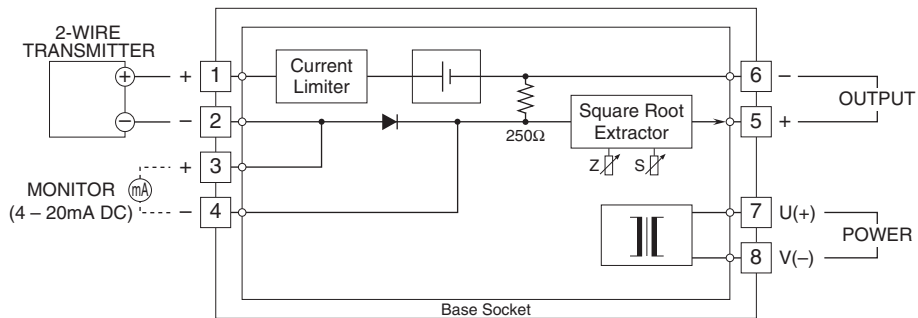 2-WIRE
TRANSMITTER
+
–
+ 1
– 2
+ 3
– 4
MONITOR
(4 – 20mA DC)
mA
Current
Limiter
250Ω
Square Root
Extractor
Z
S
6 –
5 +
OUTPUT
7 U(+)
8 V(–)
POWER
Base Socket